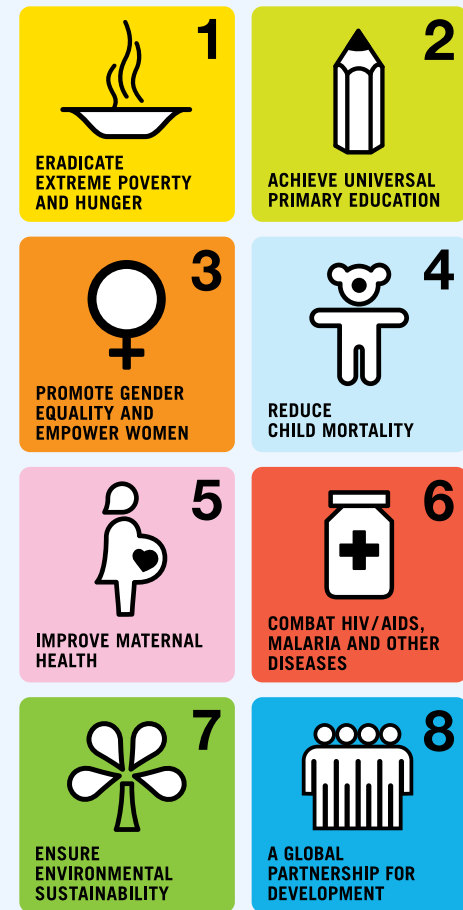 1
ERADICATE
EXTREME POVERTY
AND HUNGER
2
ACHIEVE UNIVERSAL
PRIMARY EDUCATION
3
PROMOTE GENDER
EQUALITY AND
EMPOWER WOMEN
4
REDUCE
CHILD MORTALITY
5
IMPROVE MATERNAL
HEALTH
6
COMBAT HIV/AIDS,
MALARIA AND OTHER
DISEASES
7
ENSURE
ENVIRONMENTAL
SUSTAINABILITY
8
A GLOBAL
PARTNERSHIP FOR
DEVELOPMENT